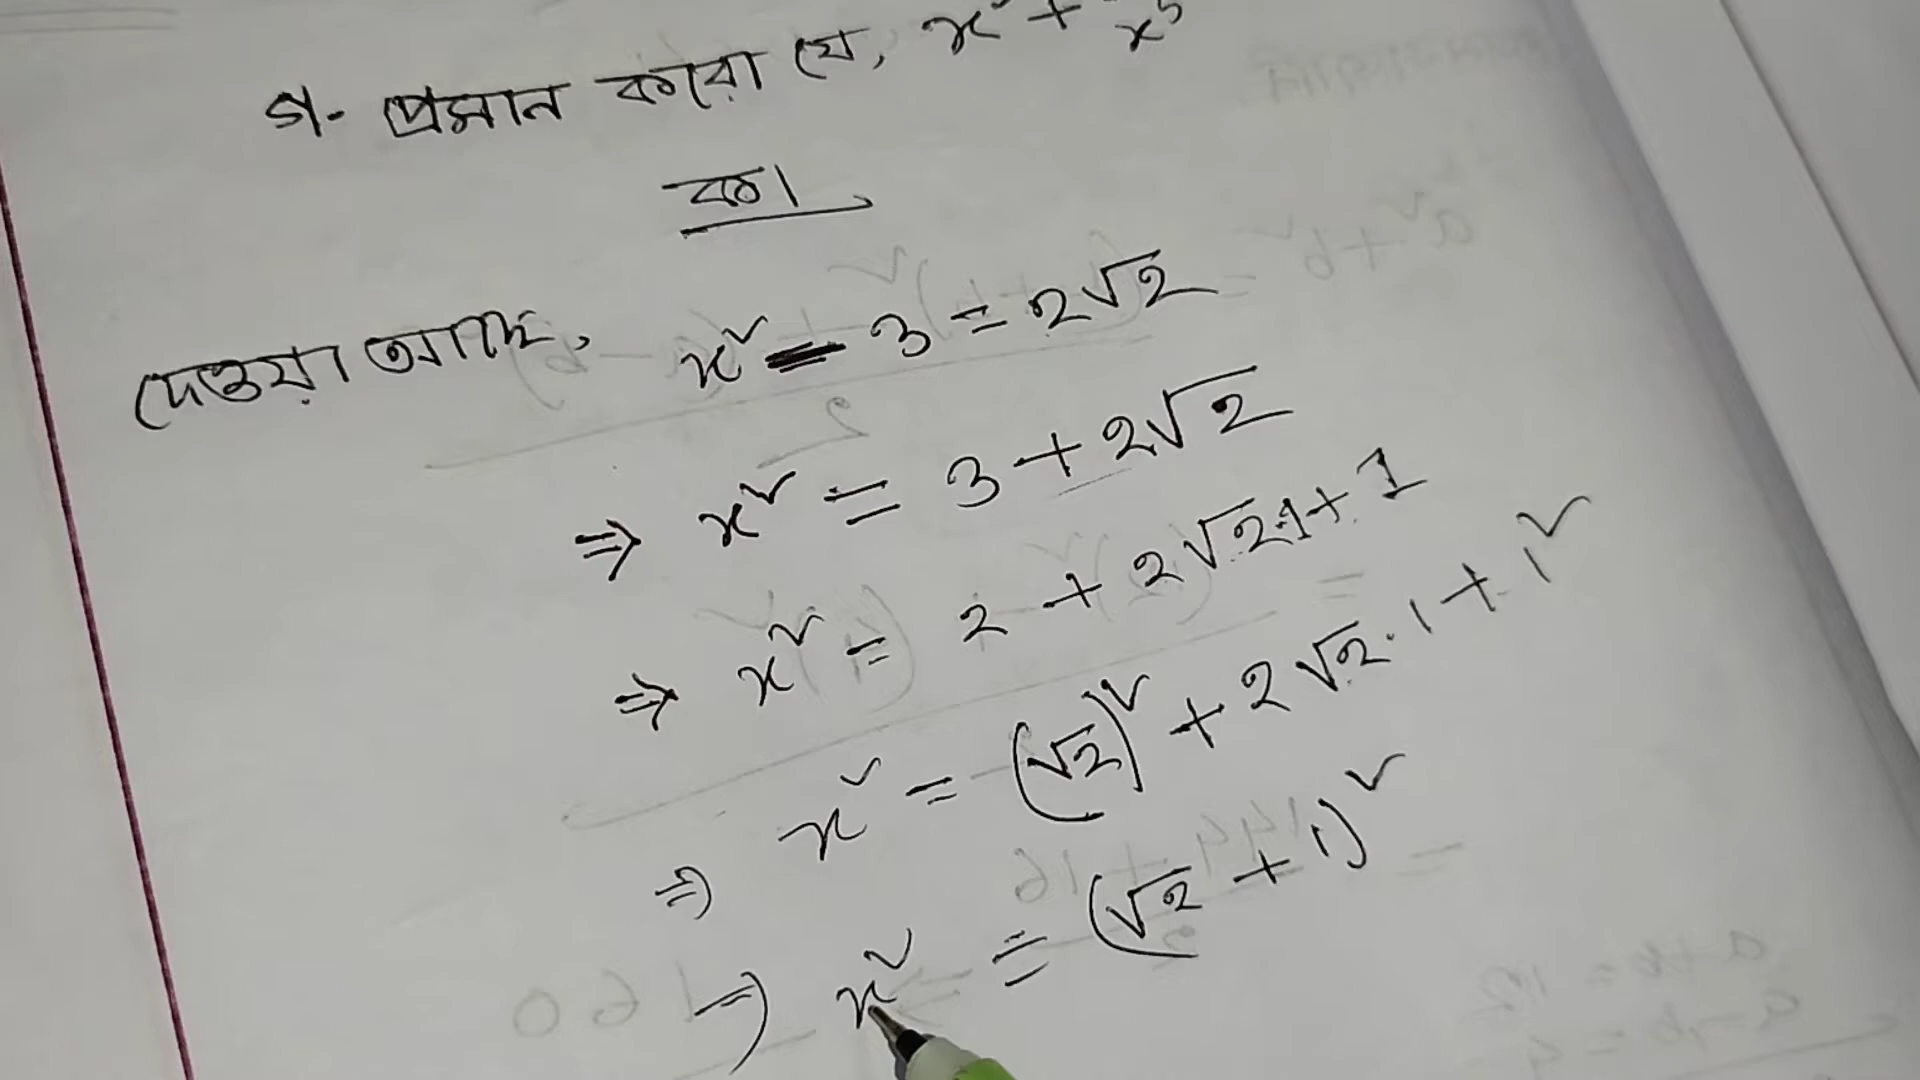 গ. প্রমান করো যে, x² +
x⁵
ক।
দেওয়া আছে, x² - 3 = 2√2
⇒ x² = 3 + 2√2
⇒ x² = 2 + 2√2.1 + 1
⇒ x² = (√2)² + 2√2.1 + 1²
⇒ x² = (√2 + 1)²